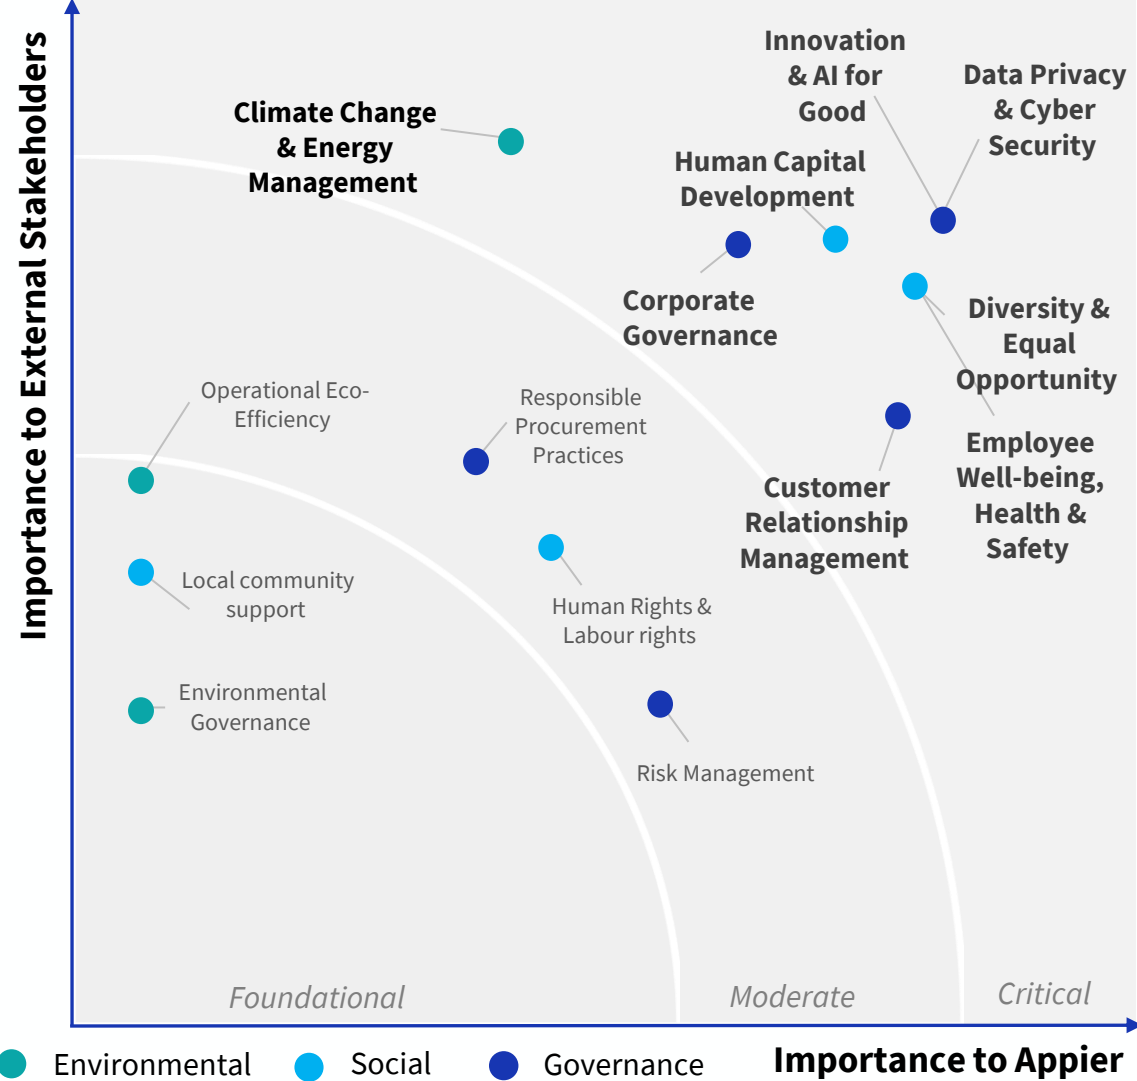 Importance to External Stakeholders
Innovation
& AI for
Good
Data Privacy
& Cyber
Security
Climate Change
& Energy
Management
Human Capital
Development
Corporate
Governance
Diversity &
Equal
Opportunity
Operational Eco-
Efficiency
Responsible
Procurement
Practices
Employee
Well-being,
Health &
Safety
Customer
Relationship
Management
Local community
support
Human Rights &
Labour rights
Environmental
Governance
Risk Management
Foundational
Moderate
Critical
Environmental
Social
Governance
Importance to Appier